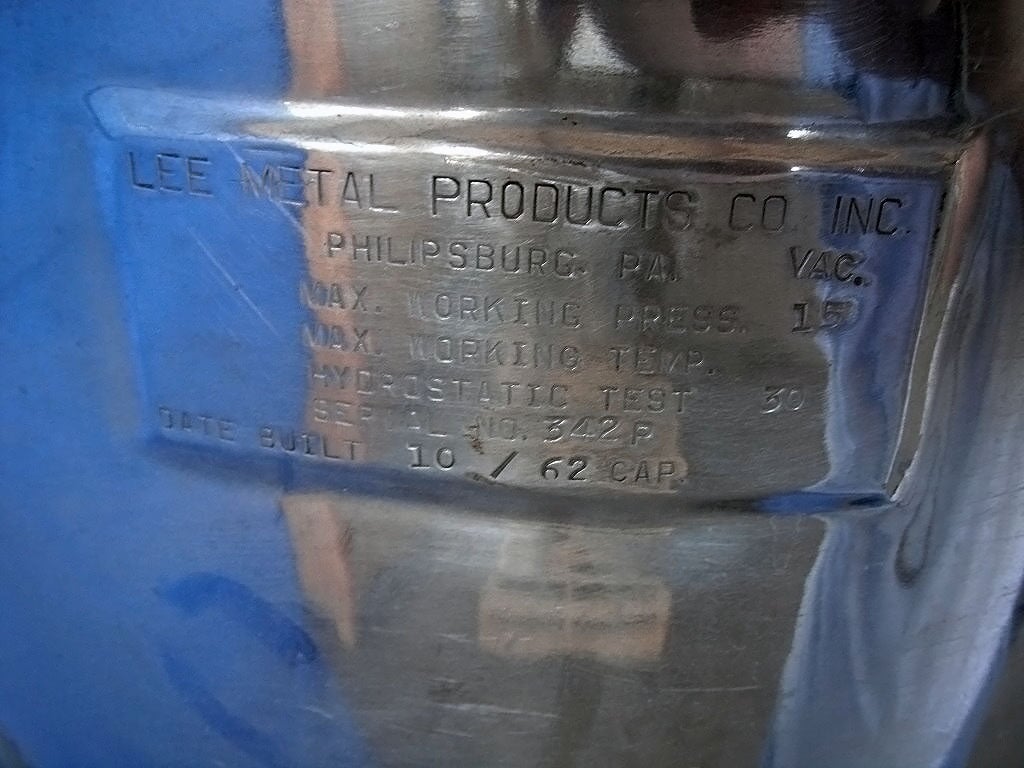 LEE METAL PRODUCTS CO. INC.
PHILIPSBURG. PA. VAC.
MAX. WORKING PRESS. 15
MAX. WORKING TEMP.
HYDROSTATIC TEST 30
SERIAL NO. 342P
DATE BUILT 10 / 62 CAP.